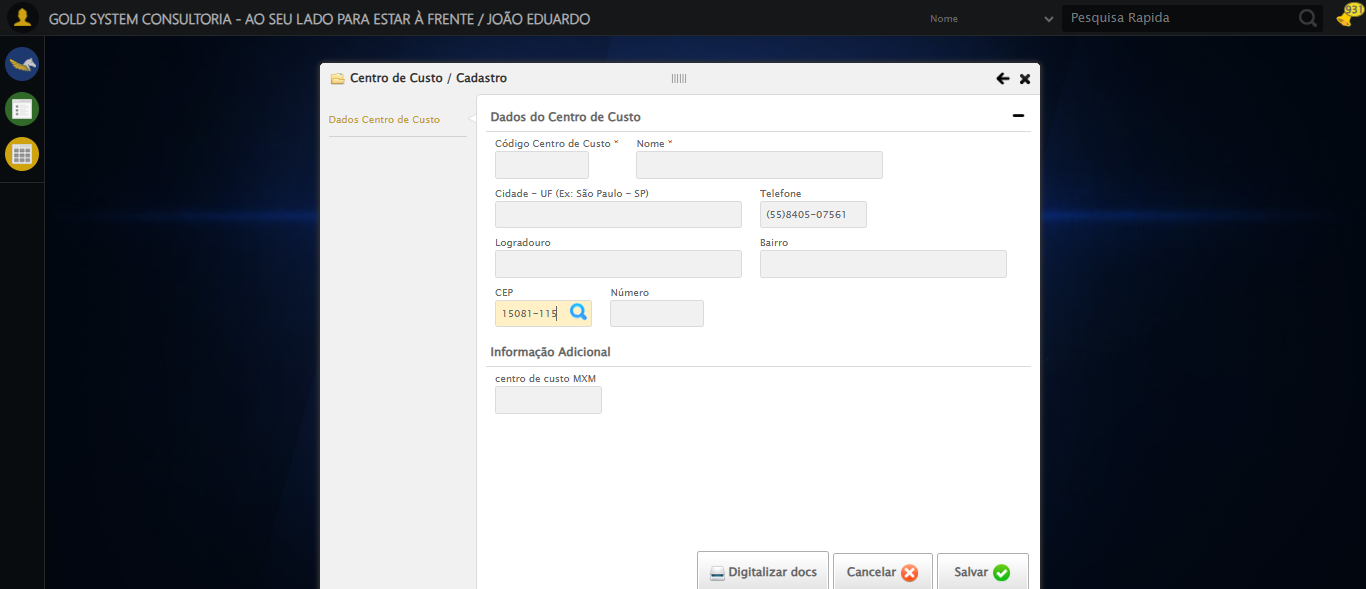 GOLD SYSTEM CONSULTORIA - AO SEU LADO PARA ESTAR À FRENTE / JOÃO EDUARDO
Nome
Pesquisa Rapida
931
Centro de Custo / Cadastro
Dados Centro de Custo
Dados do Centro de Custo
Código Centro de Custo * Nome *
Cidade - UF (Ex: São Paulo - SP) Telefone
(55)8405-07561
Logradouro Bairro
CEP Número
15081-115
Informação Adicional
centro de custo MXM
Digitalizar docs Cancelar Salvar